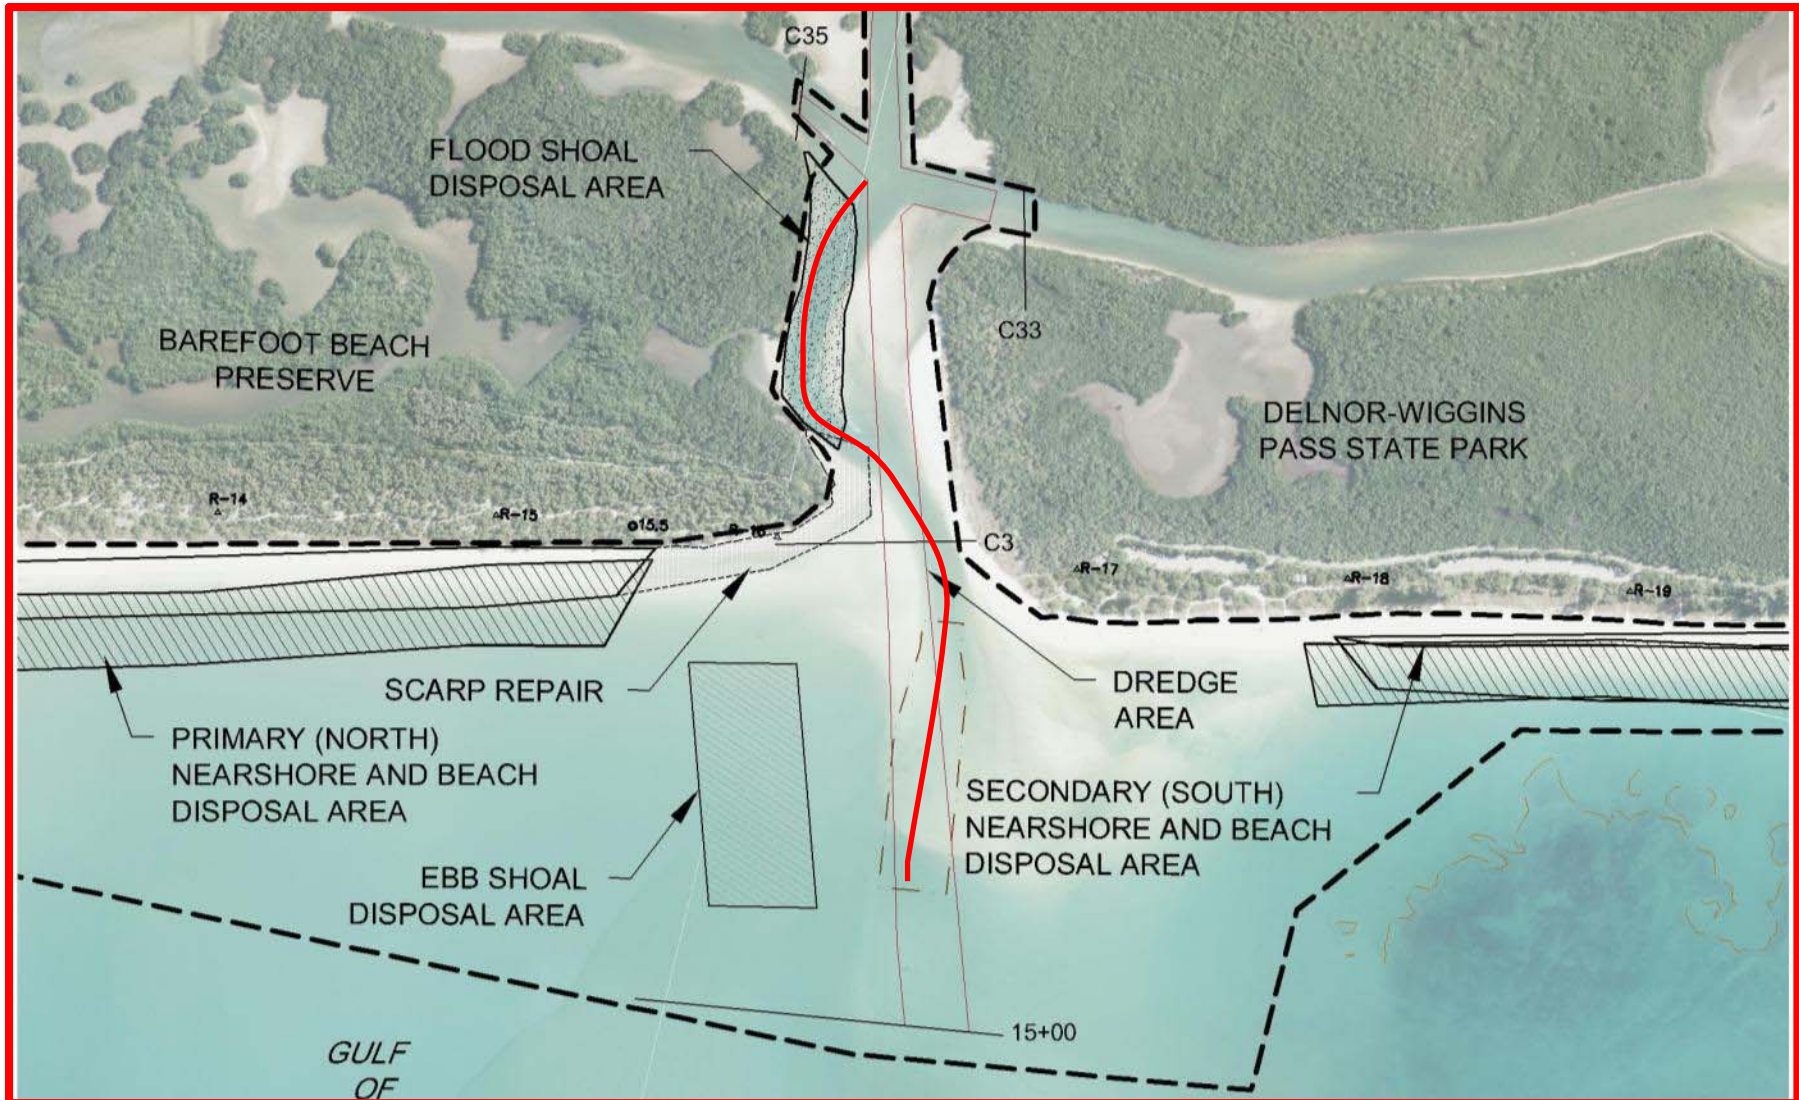 C35
FLOOD SHOAL
DISPOSAL AREA
C33
BAREFOOT BEACH
PRESERVE
DELNOR-WIGGINS
PASS STATE PARK
R-14
R-15
15.5
C3
R-17
R-18
R-19
SCARP REPAIR
DREDGE
AREA
PRIMARY (NORTH)
NEARSHORE AND BEACH
DISPOSAL AREA
SECONDARY (SOUTH)
NEARSHORE AND BEACH
DISPOSAL AREA
EBB SHOAL
DISPOSAL AREA
15+00
GULF
OF